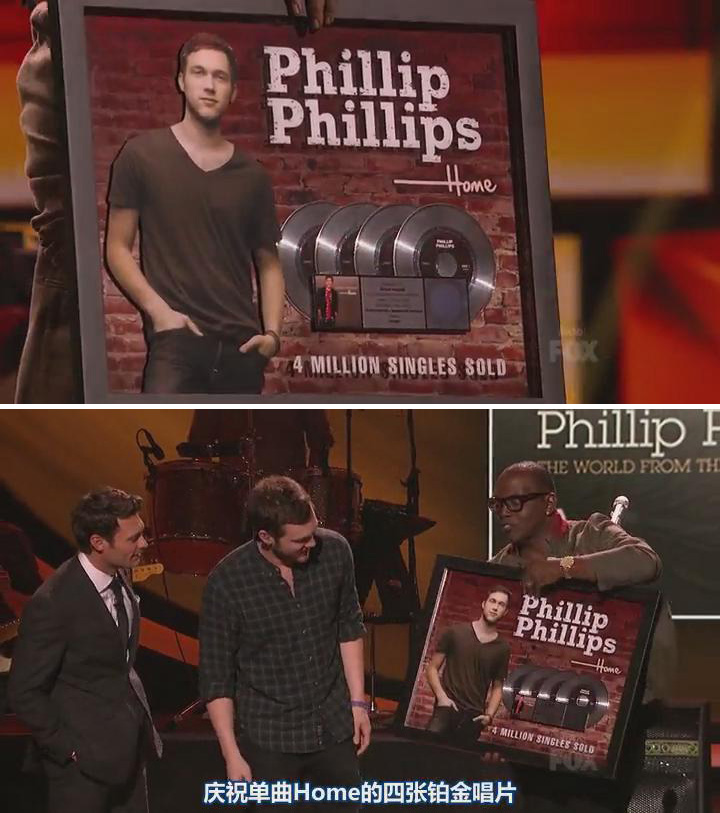 Phillip
Phillips
Home
PHILLIP
PHILLIPS
4 MILLION SINGLES SOLD
FOX
Phillip P
THE WORLD FROM TH
Phillip
Phillips
Home
4 MILLION SINGLES SOLD
FOX
庆祝单曲Home的四张铂金唱片